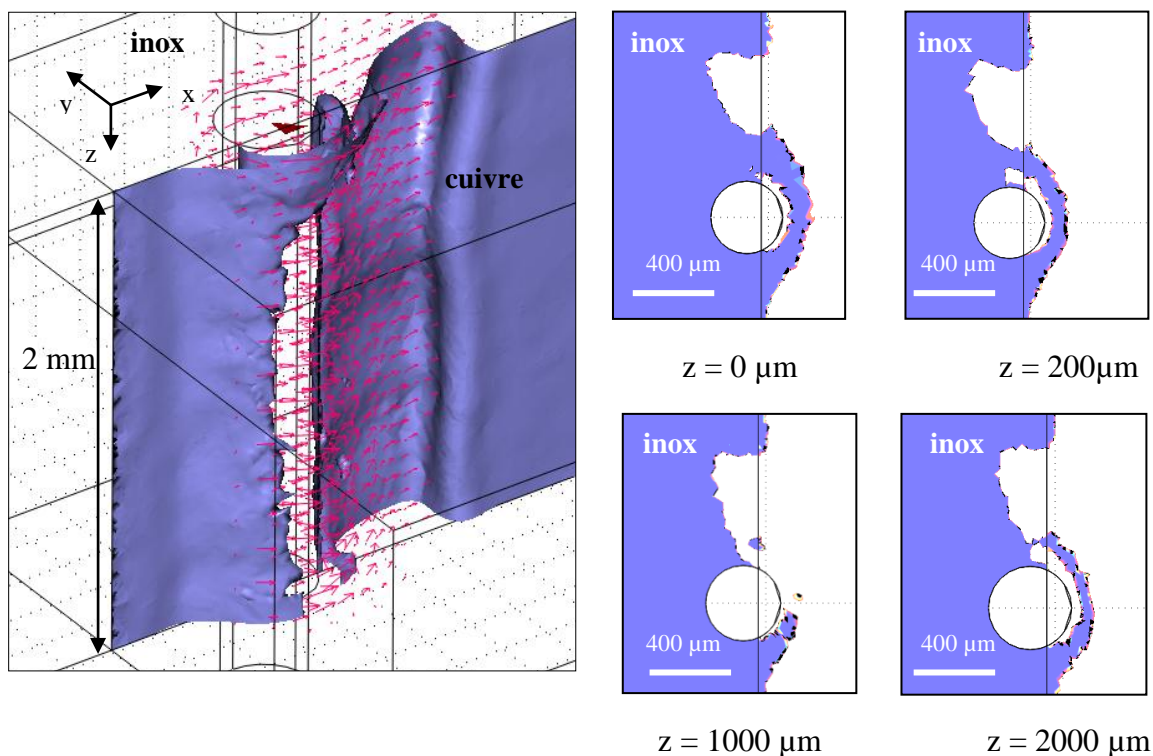 inox
y
x
z
cuivre
2 mm
inox
400 µm
z = 0 µm
inox
400 µm
z = 200µm
inox
400 µm
z = 1000 µm
inox
400 µm
z = 2000 µm